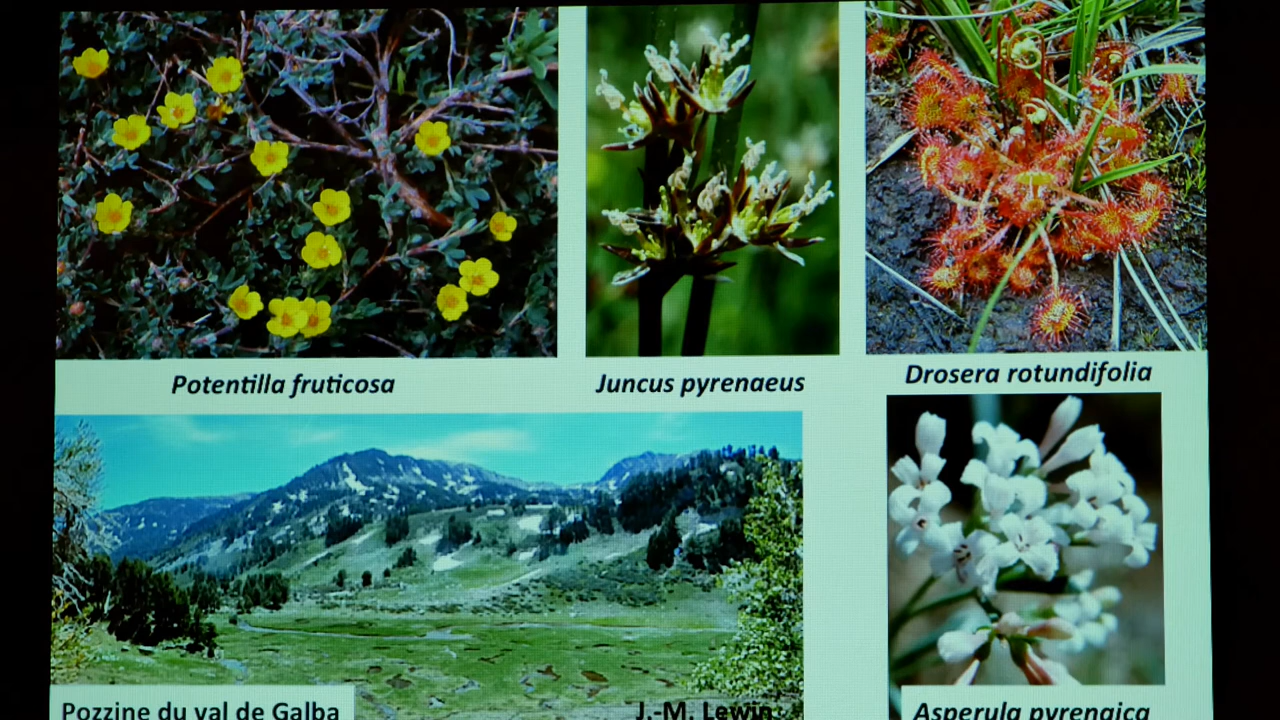 Potentilla fruticosa
Juncus pyrenaeus
Drosera rotundifolia
Pozzine du val de Galba
J.-M. Lewin
Asperula pyrenaica